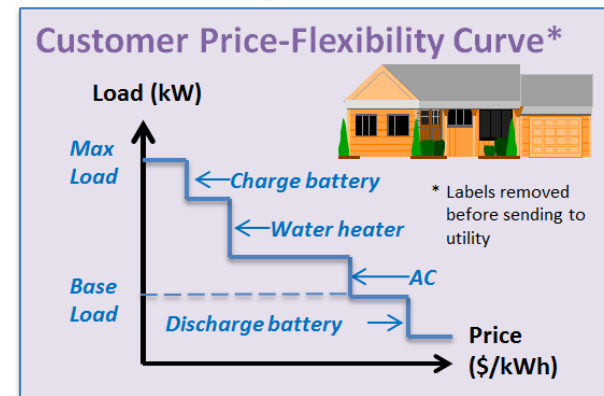 Customer Price-Flexibility Curve*
Load (kW)
Max
Load
Charge battery
* Labels removed
before sending to
utility
Water heater
AC
Base
Load
Discharge battery
Price
($/kWh)